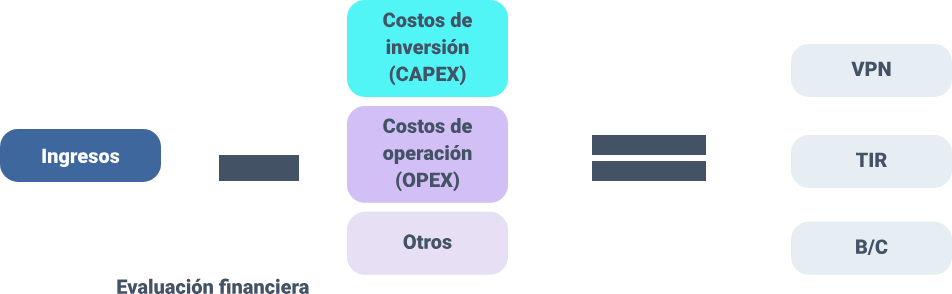 Ingresos
Costos de
inversión
(CAPEX)
Costos de
operación
(OPEX)
Otros
VPN
TIR
B/C
Evaluación financiera